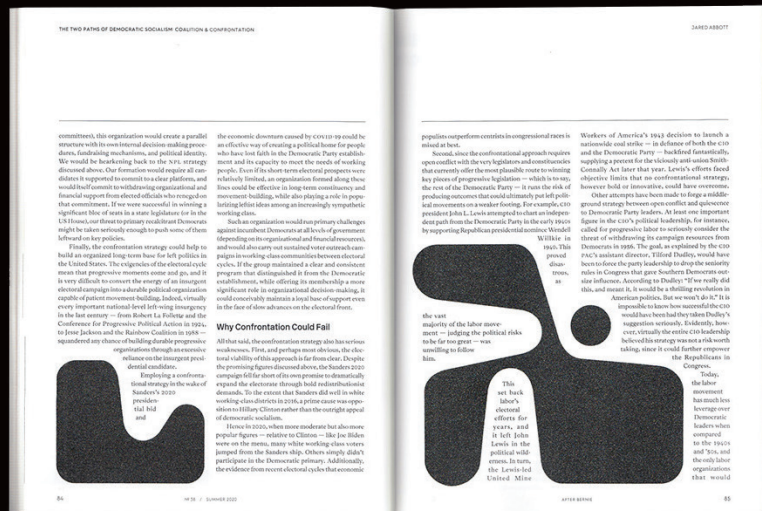 THE TWO PATHS OF DEMOCRATIC SOCIALISM COALITION & CONFRONTATION
committees), this organization would create a parallel
structure with its own internal decision-making proce-
dures, fundraising mechanisms, and political identity.
We would be hearkening back to the NPL strategy
discussed above. Our formation would require all can-
didates it supported to commit to a clear platform, and
would itself commit to withdrawing organizational and
financial support from elected officials who reneged on
that commitment. If we were successful in winning a
significant bloc of seats in a state legislature (or in the
US House), our threat to primary recalcitrant Democrats
might be taken seriously enough to push some of them
leftward on key policies.
Finally, the confrontation strategy could help to
build an organized long-term base for left politics in
the United States. The exigencies of the electoral cycle
mean that progressive moments come and go, and it
is very difficult to convert the energy of an insurgent
electoral campaign into a durable political organization
capable of patient movement-building. Indeed, virtually
every important national-level left-wing insurgency
in the last century — from Robert La Follette and the
Conference for Progressive Political Action in 1924,
to Jesse Jackson and the Rainbow Coalition in 1988 —
squandered any chance of building durable progressive
organizations through an excessive
reliance on the insurgent presi-
dential candidate.
Employing a confronta-
tional strategy in the wake of
Sanders's 2020
presiden-
tial bid
and
the economic downturn caused by COVID-19 could be
an effective way of creating a political home for people
who have lost faith in the Democratic Party establish-
ment and its capacity to meet the needs of working
people. Even if its short-term electoral prospects were
relatively limited, an organization formed along these
lines could be effective in long-term constituency and
movement-building, while also playing a role in popu-
larizing leftist ideas among an increasingly sympathetic
working class.
Such an organization would run primary challenges
against incumbent Democrats at all levels of government
(depending on its organizational and financial resources),
and would also carry out sustained voter outreach cam-
paigns in working-class communities between electoral
cycles. If the group maintained a clear and consistent
program that distinguished it from the Democratic
establishment, while offering its membership a more
significant role in organizational decision-making, it
could conceivably maintain a loyal base of support even
in the face of slow advances on the electoral front.
Why Confrontation Could Fail
All that said, the confrontation strategy also has serious
weaknesses. First, and perhaps most obvious, the elec-
toral viability of this approach is far from clear. Despite
the promising figures discussed above, the Sanders 2020
campaign fell far short of its own promise to dramatically
expand the electorate through bold redistributionist
demands. To the extent that Sanders did well in white
working-class districts in 2016, a prime cause was oppo-
sition to Hillary Clinton rather than the outright appeal
of democratic socialism.
Hence in 2020, when more moderate but also more
popular figures — relative to Clinton — like Joe Biden
were on the menu, many white working-class voters
jumped from the Sanders ship. Others simply didn't
participate in the Democratic primary. Additionally,
the evidence from recent electoral cycles that economic
84
Nº 38 / SUMMER 2020
JARED ABBOTT
populists outperform centrists in congressional races is
mixed at best.
Second, since the confrontational approach requires
open conflict with the very legislators and constituencies
that currently offer the most plausible route to winning
key pieces of progressive legislation — which is to say,
the rest of the Democratic Party — it runs the risk of
producing outcomes that could ultimately put left polit-
ical movements on a weaker footing. For example, CIO
president John L. Lewis attempted to chart an indepen-
dent path from the Democratic Party in the early 1940s
by supporting Republican presidential nominee Wendell
Willkie in
1940. This
proved
disas-
trous,
as
the vast
majority of the labor move-
ment — judging the political risks
to be far too great — was
unwilling to follow
him.
This
set back
labor's
electoral
efforts for
years, and
it left John
Lewis in the
political wild-
erness. In turn,
the Lewis-led
United Mine
Workers of America's 1943 decision to launch a
nationwide coal strike — in defiance of both the CIO
and the Democratic Party — backfired fantastically,
supplying a pretext for the viciously anti-union Smith-
Connally Act later that year. Lewis's efforts faced
objective limits that no confrontational strategy,
however bold or innovative, could have overcome.
Other attempts have been made to forge a middle-
ground strategy between open conflict and quiescence
to Democratic Party leaders. At least one important
figure in the CIO's political leadership, for instance,
called for progressive labor to seriously consider the
threat of withdrawing its campaign resources from
Democrats in 1956. The goal, as explained by the CIO
PAC's assistant director, Tilford Dudley, would have
been to force the party leadership to drop the seniority
rules in Congress that gave Southern Democrats out-
size influence. According to Dudley: "If we really did
this, and meant it, it would be a thrilling revolution in
American politics. But we won't do it." It is
impossible to know how successful the CIO
would have been had they taken Dudley's
suggestion seriously. Evidently, how-
ever, virtually the entire CIO leadership
believed his strategy was not a risk worth
taking, since it could further empower
the Republicans in
Congress.
Today,
the labor
movement
has much less
leverage over
Democratic
leaders when
compared
to the 1940s
and '50s, and
the only labor
organizations
that would
AFTER BERNIE
85